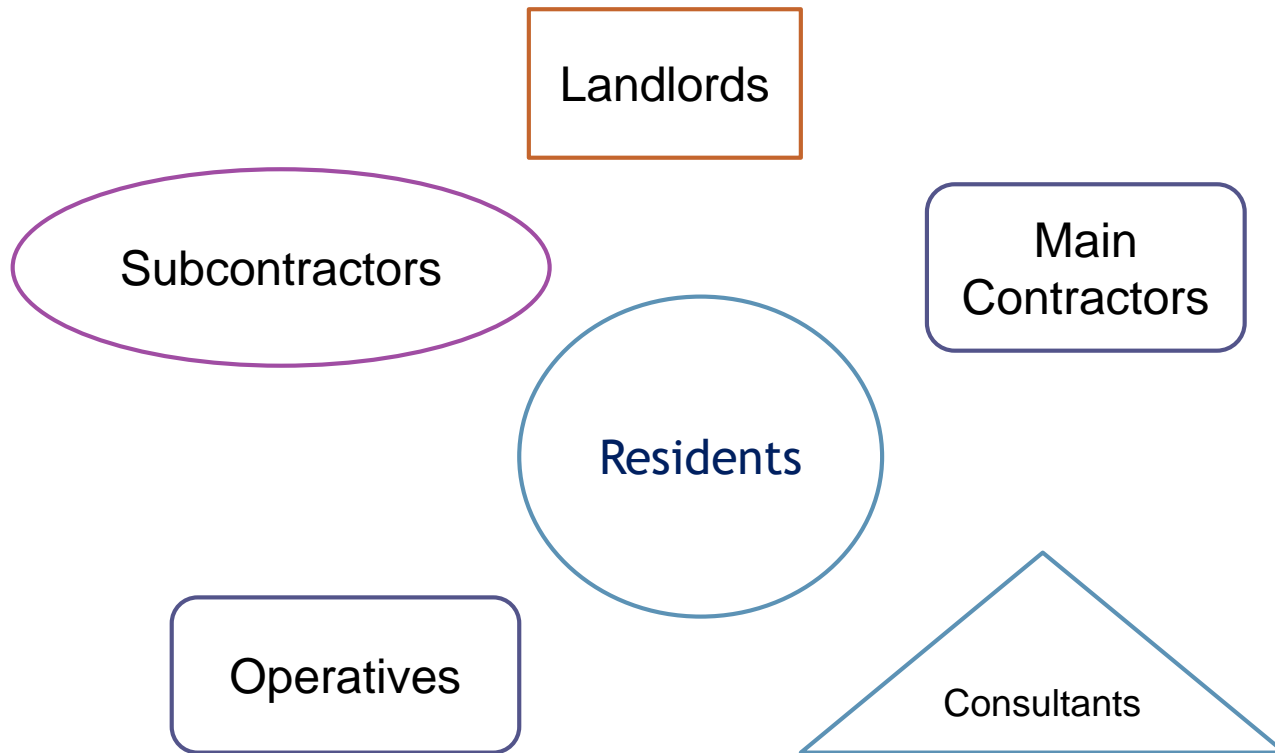 Landlords
Subcontractors
Main
Contractors
Residents
Operatives
Consultants